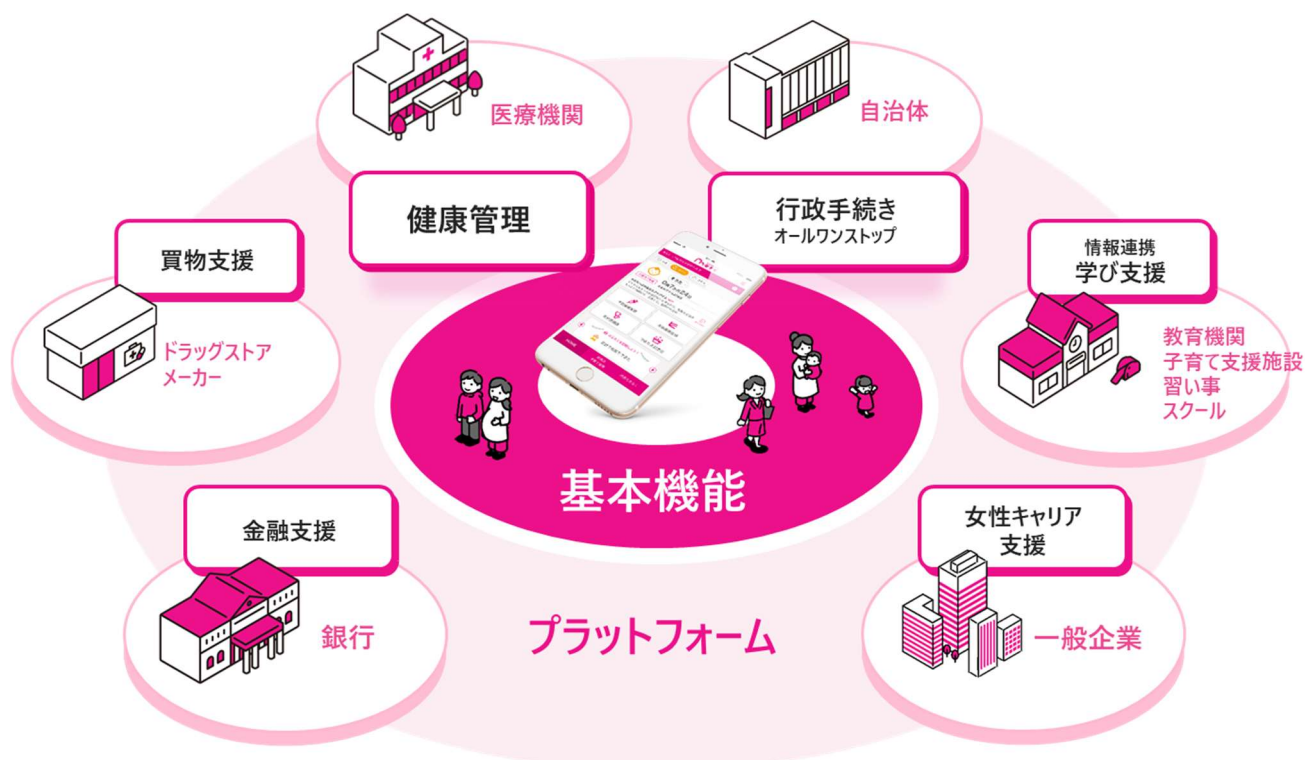 医療機関
自治体
健康管理
行政手続き
オールワンストップ
買物支援
情報連携
学び支援
ドラッグストア
メーカー
教育機関
子育て支援施設
習い事
スクール
基本機能
金融支援
女性キャリア
支援
銀行
プラットフォーム
一般企業